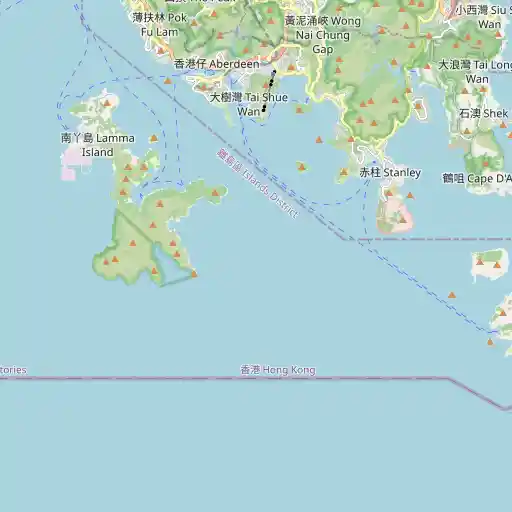 薄扶林 Pok
Fu Lam
黃泥涌峽 Wong
Nai Chung
Gap
小西灣 Siu S
Wan
香港仔 Aberdeen
大浪灣 Tai Long
Wan
大樹灣 Tai Shue
Wan
石澳 Shek
南丫島 Lamma
Island
離島區 Islands District
赤柱 Stanley
鶴咀 Cape D'A
tories
香港 Hong Kong